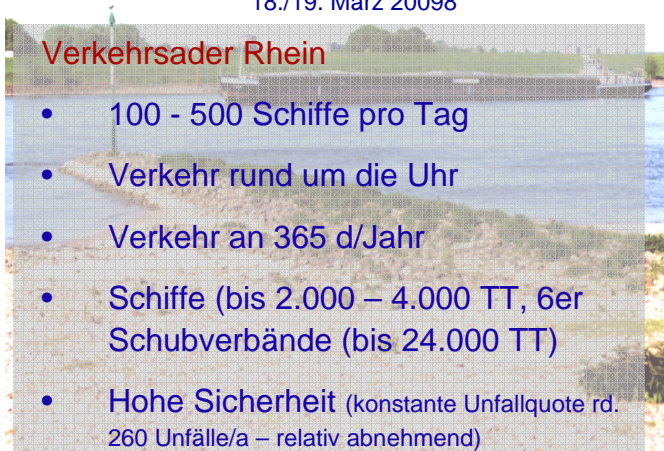 18./19. März 20098
Verkehrsader Rhein
• 100 - 500 Schiffe pro Tag
• Verkehr rund um die Uhr
• Verkehr an 365 d/Jahr
• Schiffe (bis 2.000 – 4.000 TT, 6er
Schubverbände (bis 24.000 TT)
• Hohe Sicherheit (konstante Unfallquote rd.
260 Unfälle/a – relativ abnehmend)